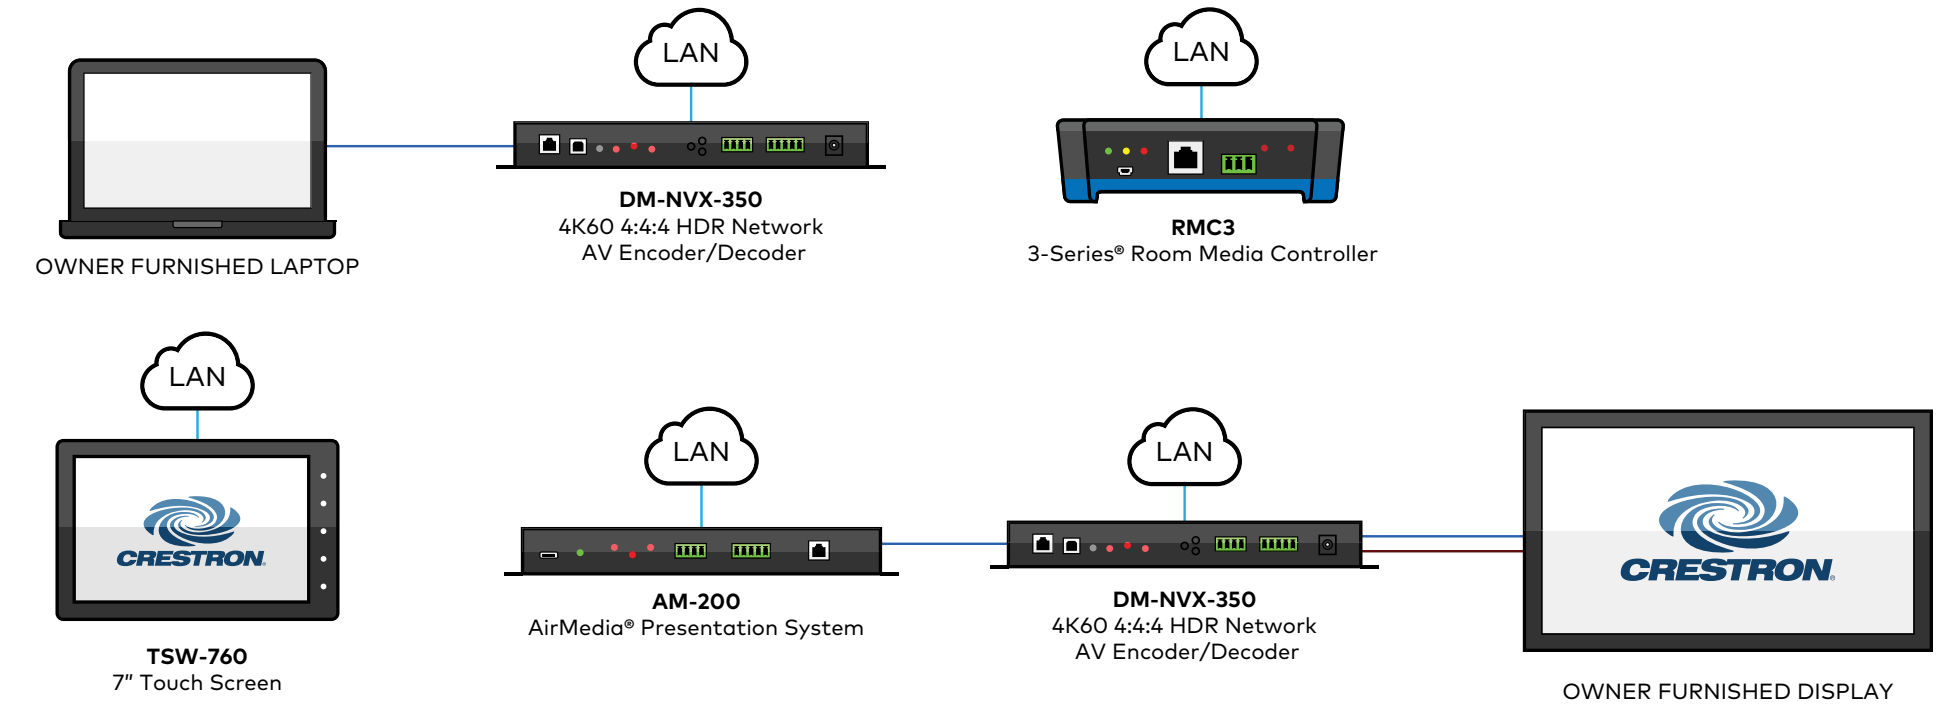 LAN
LAN
DM-NVX-350
4K60 4:4:4 HDR Network
AV Encoder/Decoder
RMC3
3-Series® Room Media Controller
OWNER FURNISHED LAPTOP
LAN
LAN
LAN
CRESTRON
CRESTRON
AM-200
AirMedia® Presentation System
DM-NVX-350
4K60 4:4:4 HDR Network
AV Encoder/Decoder
TSW-760
7" Touch Screen
OWNER FURNISHED DISPLAY